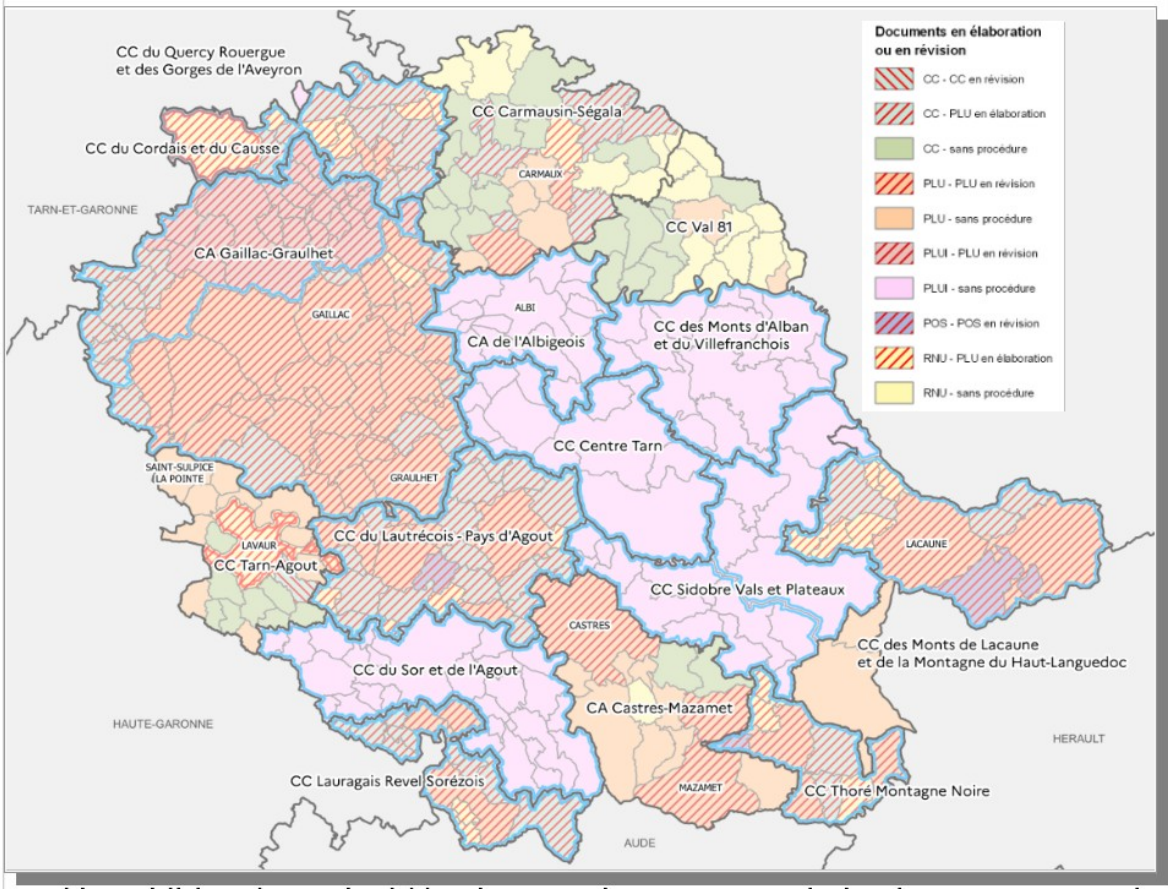 CC du Quercy Rouergue
et des Gorges de l'Aveyron
CC Carmausin-Ségala
CC du Cordais et du Causse
CARMAUX
TARN-ET-GARONNE
CC Val 81
CA Gaillac-Graulhet
ALBI
GAILLAC
CC des Monts d'Alban
et du Villefranchois
CA de l'Albigeois
CC Centre Tarn
SAINT-SULPICE
LA POINTE
GRAULHET
CC du Lautrécois - Pays d'Agout
LAVAUR
LACAUNE
CC Tarn-Agout
CC Sidobre Vals et Plateaux
CASTRES
CC des Monts de Lacaune
et de la Montagne du Haut-Languedoc
CC du Sor et de l'Agout
CA Castres-Mazamet
HAUTE-GARONNE
HERAULT
CC Lauragais Revel Sorézois
MAZAMET
CC Thoré Montagne Noire
AUDE
Documents en élaboration
ou en révision
CC - CC en révision
CC - PLU en élaboration
CC - sans procédure
PLU - PLU en révision
PLU - sans procédure
PLUI - PLU en révision
PLUI - sans procédure
POS - POS en révision
RNU - PLU en élaboration
RNU - sans procédure